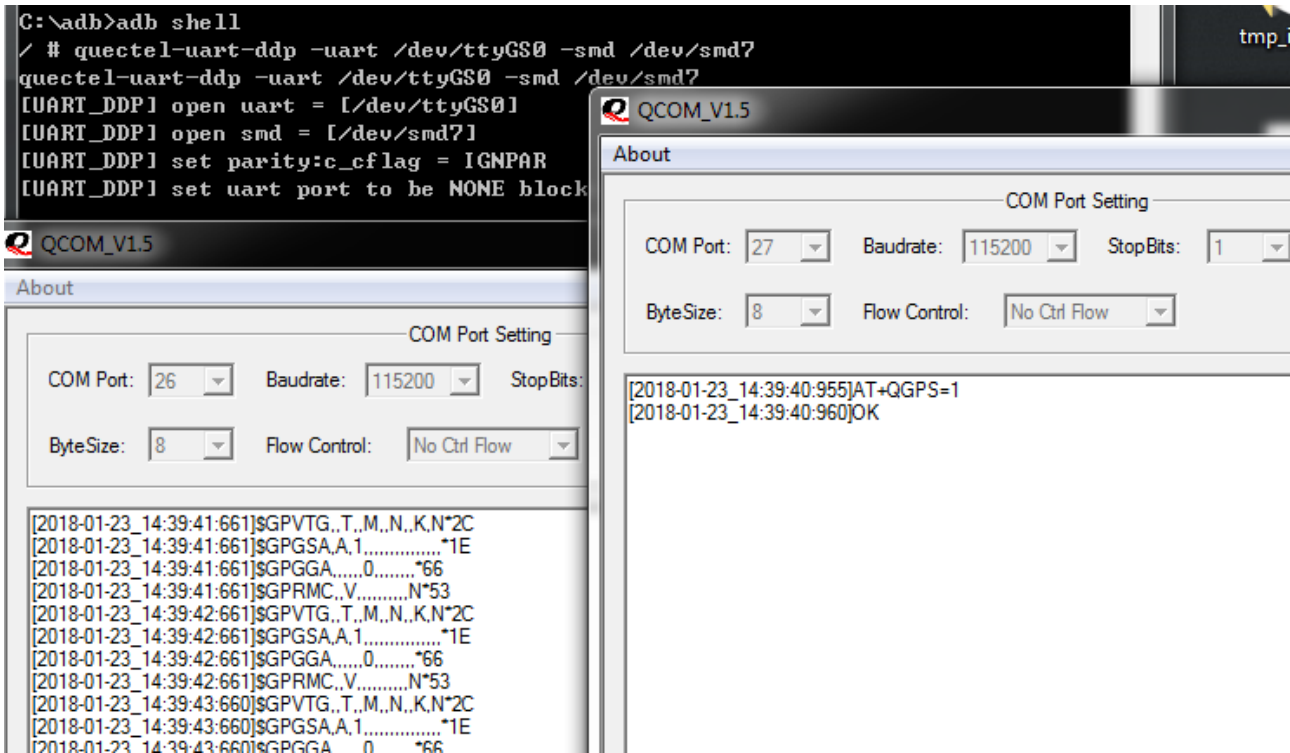 C:\adb>adb shell
/ # quectel-uart-ddp -uart /dev/ttyGS0 -smd /dev/smd7
quectel-uart-ddp -uart /dev/ttyGS0 -smd /dev/smd7
[UART_DDP] open uart = [/dev/ttyGS0]
[UART_DDP] open smd = [/dev/smd7]
[UART_DDP] set parity:c_cflag = IGNPAR
[UART_DDP] set uart port to be NONE block
tmp_i
QCOM_V1.5
About
COM Port Setting
COM Port: 27 Baudrate: 115200 StopBits: 1
ByteSize: 8 Flow Control: No Ctrl Flow
[2018-01-23_14:39:40:955]AT+QGPS=1
[2018-01-23_14:39:40:960]OK
QCOM_V1.5
About
COM Port Setting
COM Port: 26 Baudrate: 115200 StopBits:
ByteSize: 8 Flow Control: No Ctrl Flow
[2018-01-23_14:39:41:661]$GPVTG,,T,,M,,N,,K,N*2C
[2018-01-23_14:39:41:661]$GPGSA,A,1,,,,,,,,,,,,,,,*1E
[2018-01-23_14:39:41:661]$GPGGA,,,,,,0,,,,,,,,*66
[2018-01-23_14:39:41:661]$GPRMC,,V,,,,,,,,,,N*53
[2018-01-23_14:39:42:661]$GPVTG,,T,,M,,N,,K,N*2C
[2018-01-23_14:39:42:661]$GPGSA,A,1,,,,,,,,,,,,,,,*1E
[2018-01-23_14:39:42:661]$GPGGA,,,,,,0,,,,,,,,*66
[2018-01-23_14:39:42:661]$GPRMC,,V,,,,,,,,,,N*53
[2018-01-23_14:39:43:660]$GPVTG,,T,,M,,N,,K,N*2C
[2018-01-23_14:39:43:660]$GPGSA,A,1,,,,,,,,,,,,,,,*1E
[2018-01-23_14:39:43:660]$GPGGA,,,,,,0,,,,,,,,*66